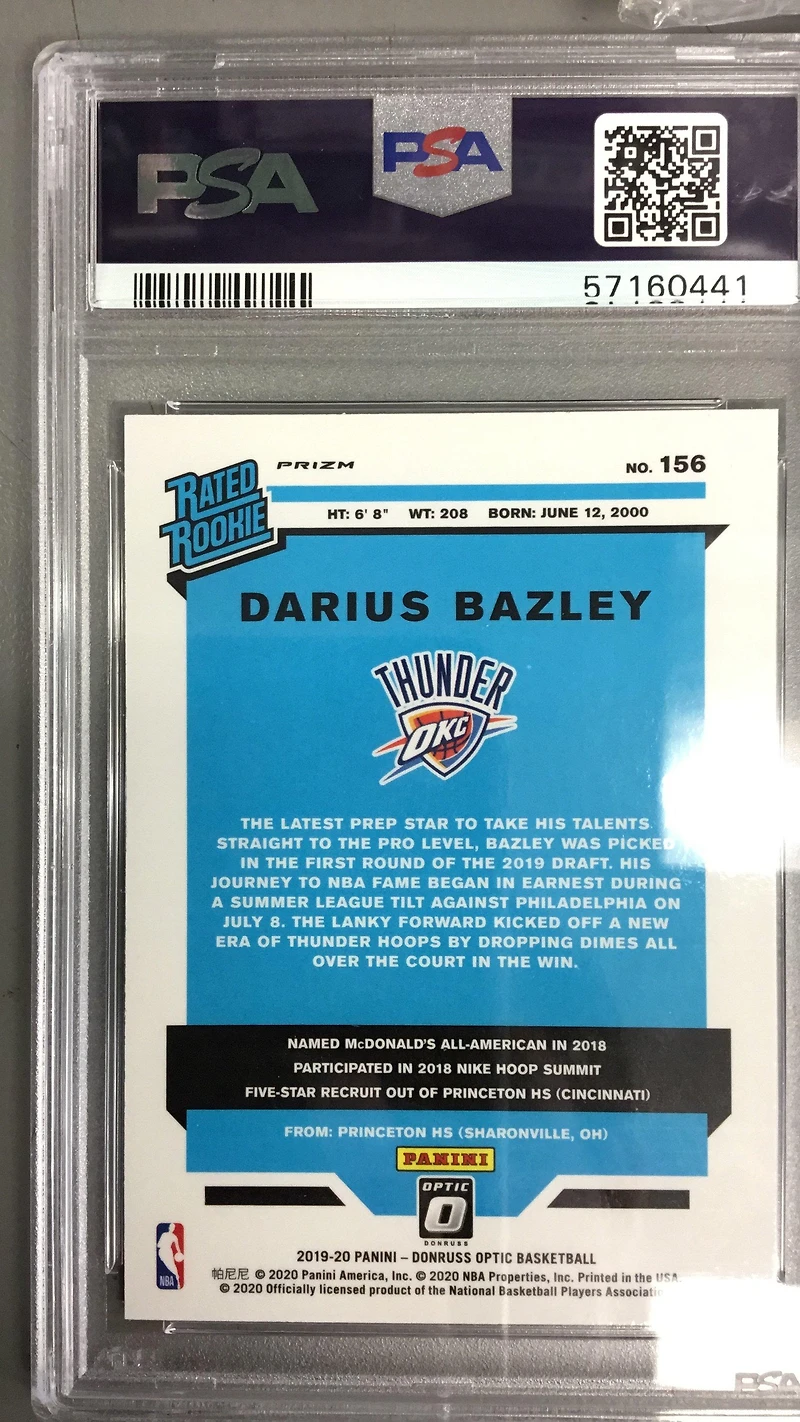 PSA
PSA
57160441
RATED
ROOKIE
PRIZM
NO. 156
HT: 6' 8" WT: 208 BORN: JUNE 12, 2000
DARIUS BAZLEY
THUNDER
OKC
THE LATEST PREP STAR TO TAKE HIS TALENTS
STRAIGHT TO THE PRO LEVEL, BAZLEY WAS PICKED
IN THE FIRST ROUND OF THE 2019 DRAFT. HIS
JOURNEY TO NBA FAME BEGAN IN EARNEST DURING
A SUMMER LEAGUE TILT AGAINST PHILADELPHIA ON
JULY 8. THE LANKY FORWARD KICKED OFF A NEW
ERA OF THUNDER HOOPS BY DROPPING DIMES ALL
OVER THE COURT IN THE WIN.
NAMED McDONALD'S ALL-AMERICAN IN 2018
PARTICIPATED IN 2018 NIKE HOOP SUMMIT
FIVE-STAR RECRUIT OUT OF PRINCETON HS (CINCINNATI)
FROM: PRINCETON HS (SHARONVILLE, OH)
PANINI
OPTIC
O
DONRUSS
NBA
2019-20 PANINI – DONRUSS OPTIC BASKETBALL
帕尼尼 © 2020 Panini America, Inc. © 2020 NBA Properties, Inc. Printed in the USA.
© 2020 Officially licensed product of the National Basketball Players
PSA